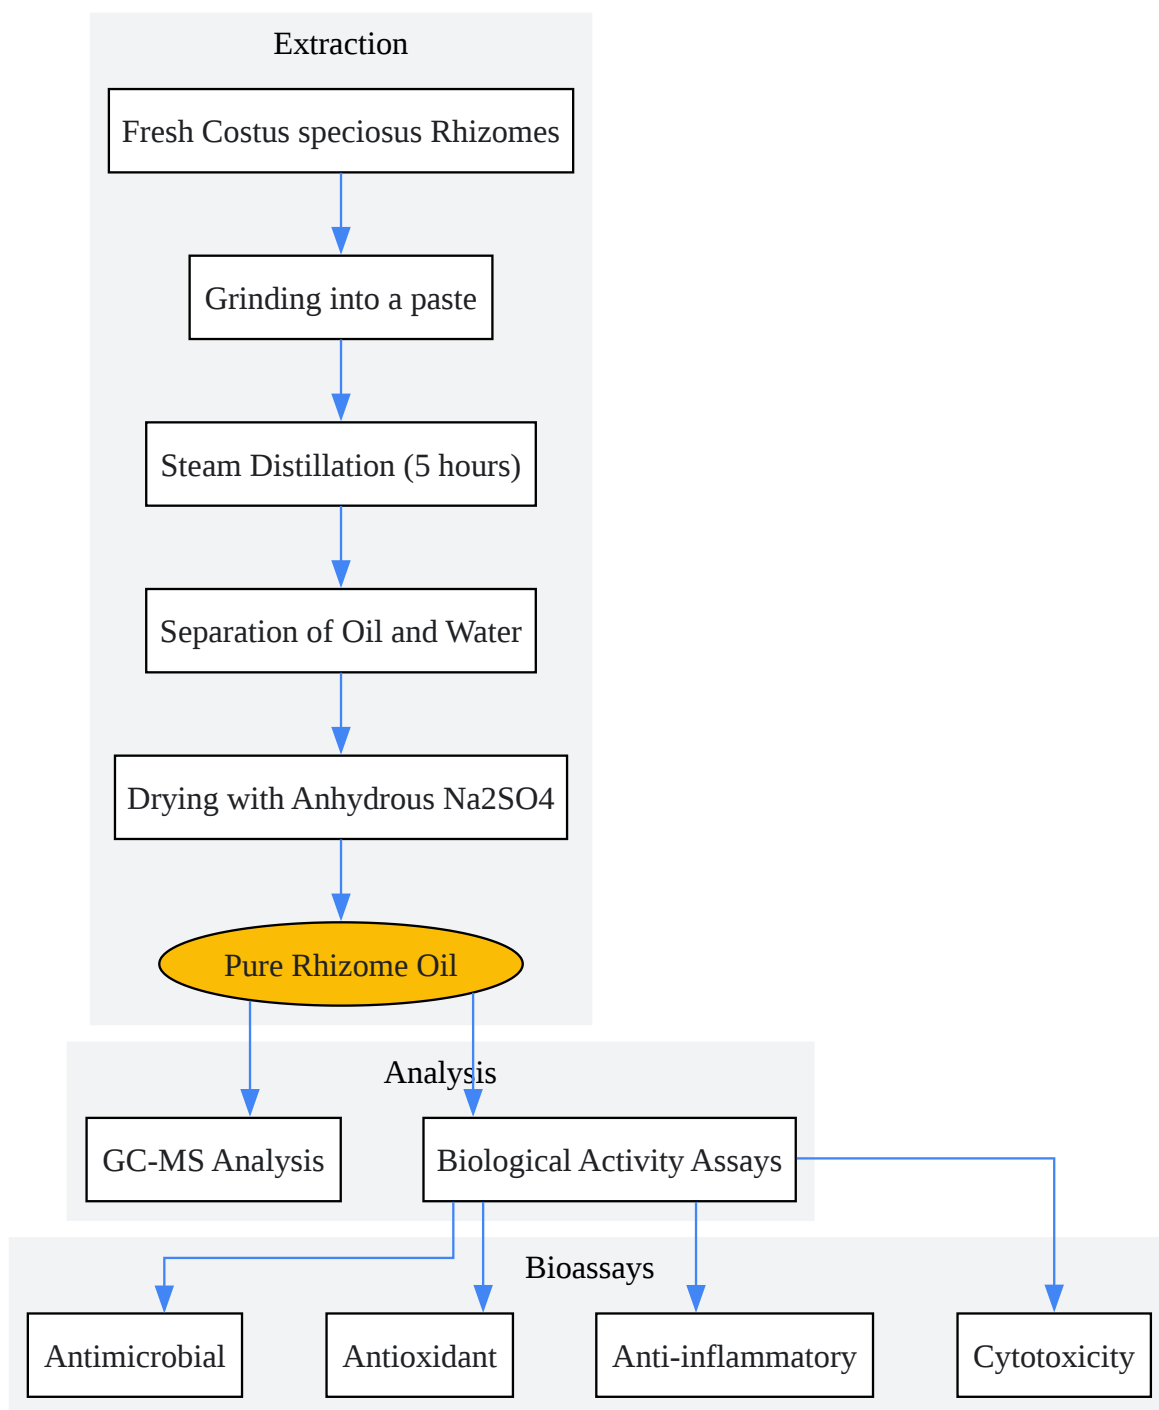 Extraction
Fresh Costus speciosus Rhizomes
Grinding into a paste
Steam Distillation (5 hours)
Separation of Oil and Water
Drying with Anhydrous Na2SO4
Pure Rhizome Oil
Analysis
GC-MS Analysis
Biological Activity Assays
Bioassays
Antimicrobial
Antioxidant
Anti-inflammatory
Cytotoxicity